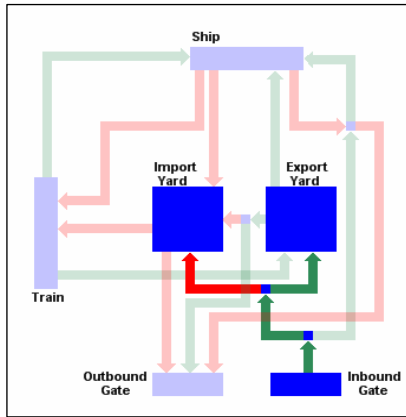 Ship
Import
Yard
Export
Yard
Train
Outbound
Gate
Inbound
Gate